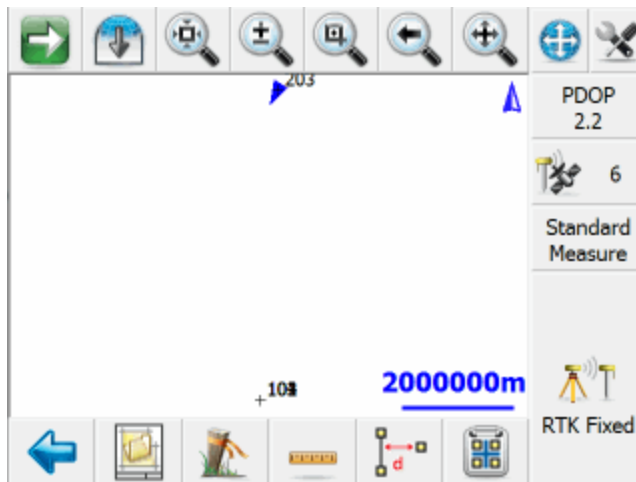 203
PDOP
2.2
6
Standard
Measure
2000000m
RTK Fixed
d